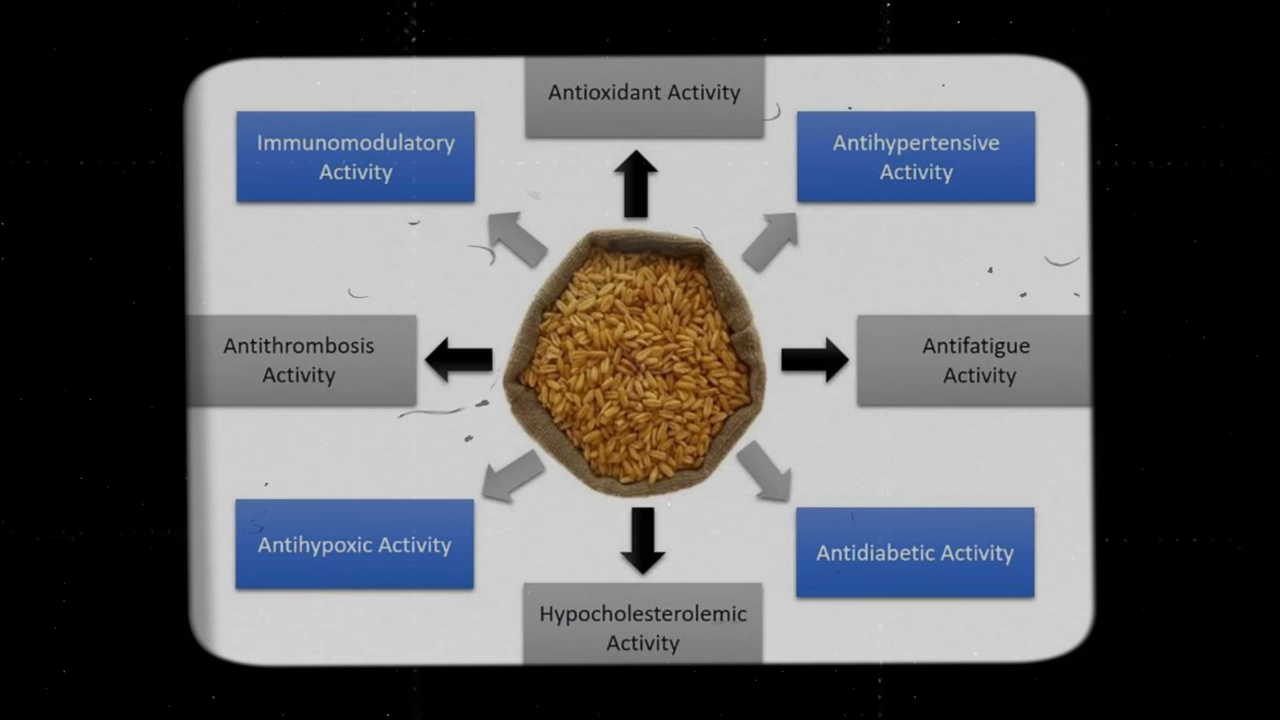 Antioxidant Activity
Immunomodulatory
Activity
Antihypertensive
Activity
Antithrombosis
Activity
Antifatigue
Activity
Antihypoxic Activity
Antidiabetic Activity
Hypocholesterolemic
Activity